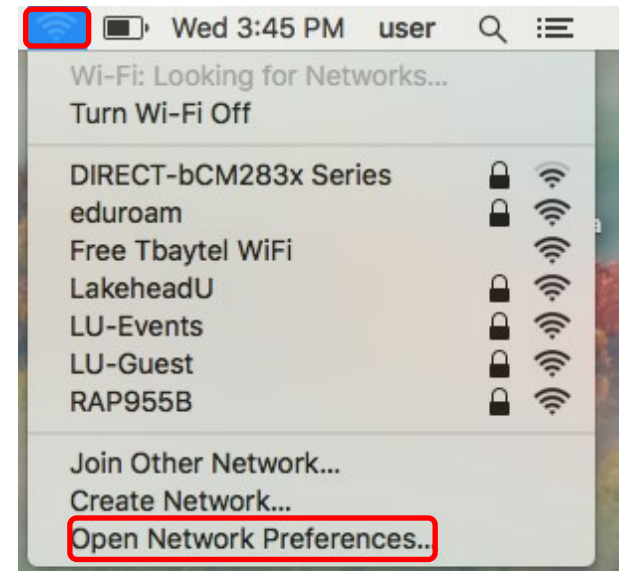 Wed 3:45 PM user
Wi-Fi: Looking for Networks...
Turn Wi-Fi Off
DIRECT-bCM283x Series
eduroam
Free Tbaytel WiFi
LakeheadU
LU-Events
LU-Guest
RAP955B
Join Other Network...
Create Network...
Open Network Preferences...